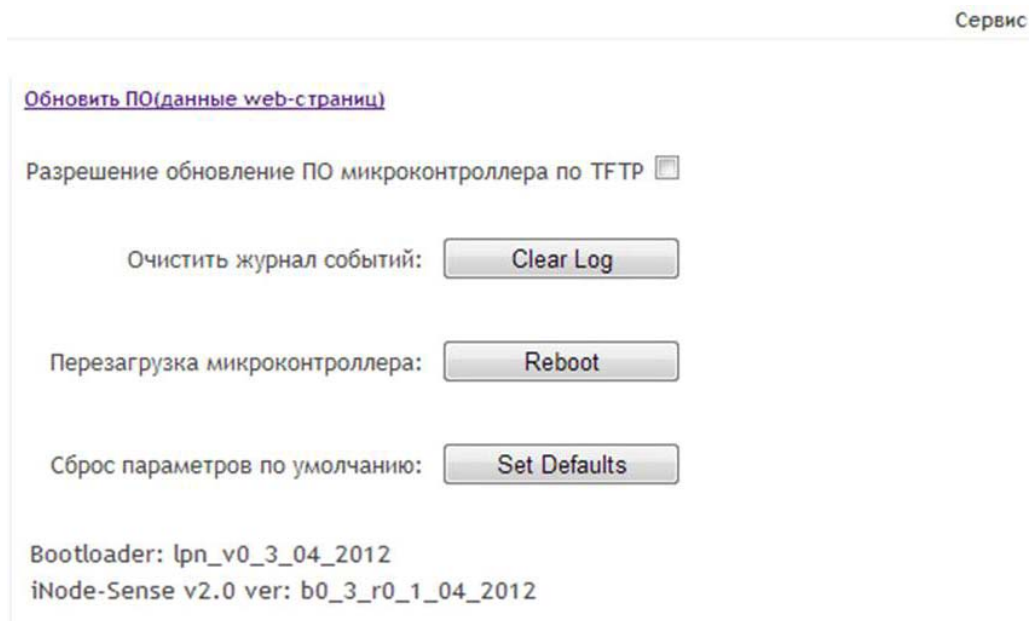 Сервис
Обновить ПО(данные web-страниц)
Разрешение обновление ПО микроконтроллера по TFTP
Очистить журнал событий: Clear Log
Перезагрузка микроконтроллера: Reboot
Сброс параметров по умолчанию: Set Defaults
Bootloader: lpn_v0_3_04_2012
iNode-Sense v2.0 ver: b0_3_r0_1_04_2012